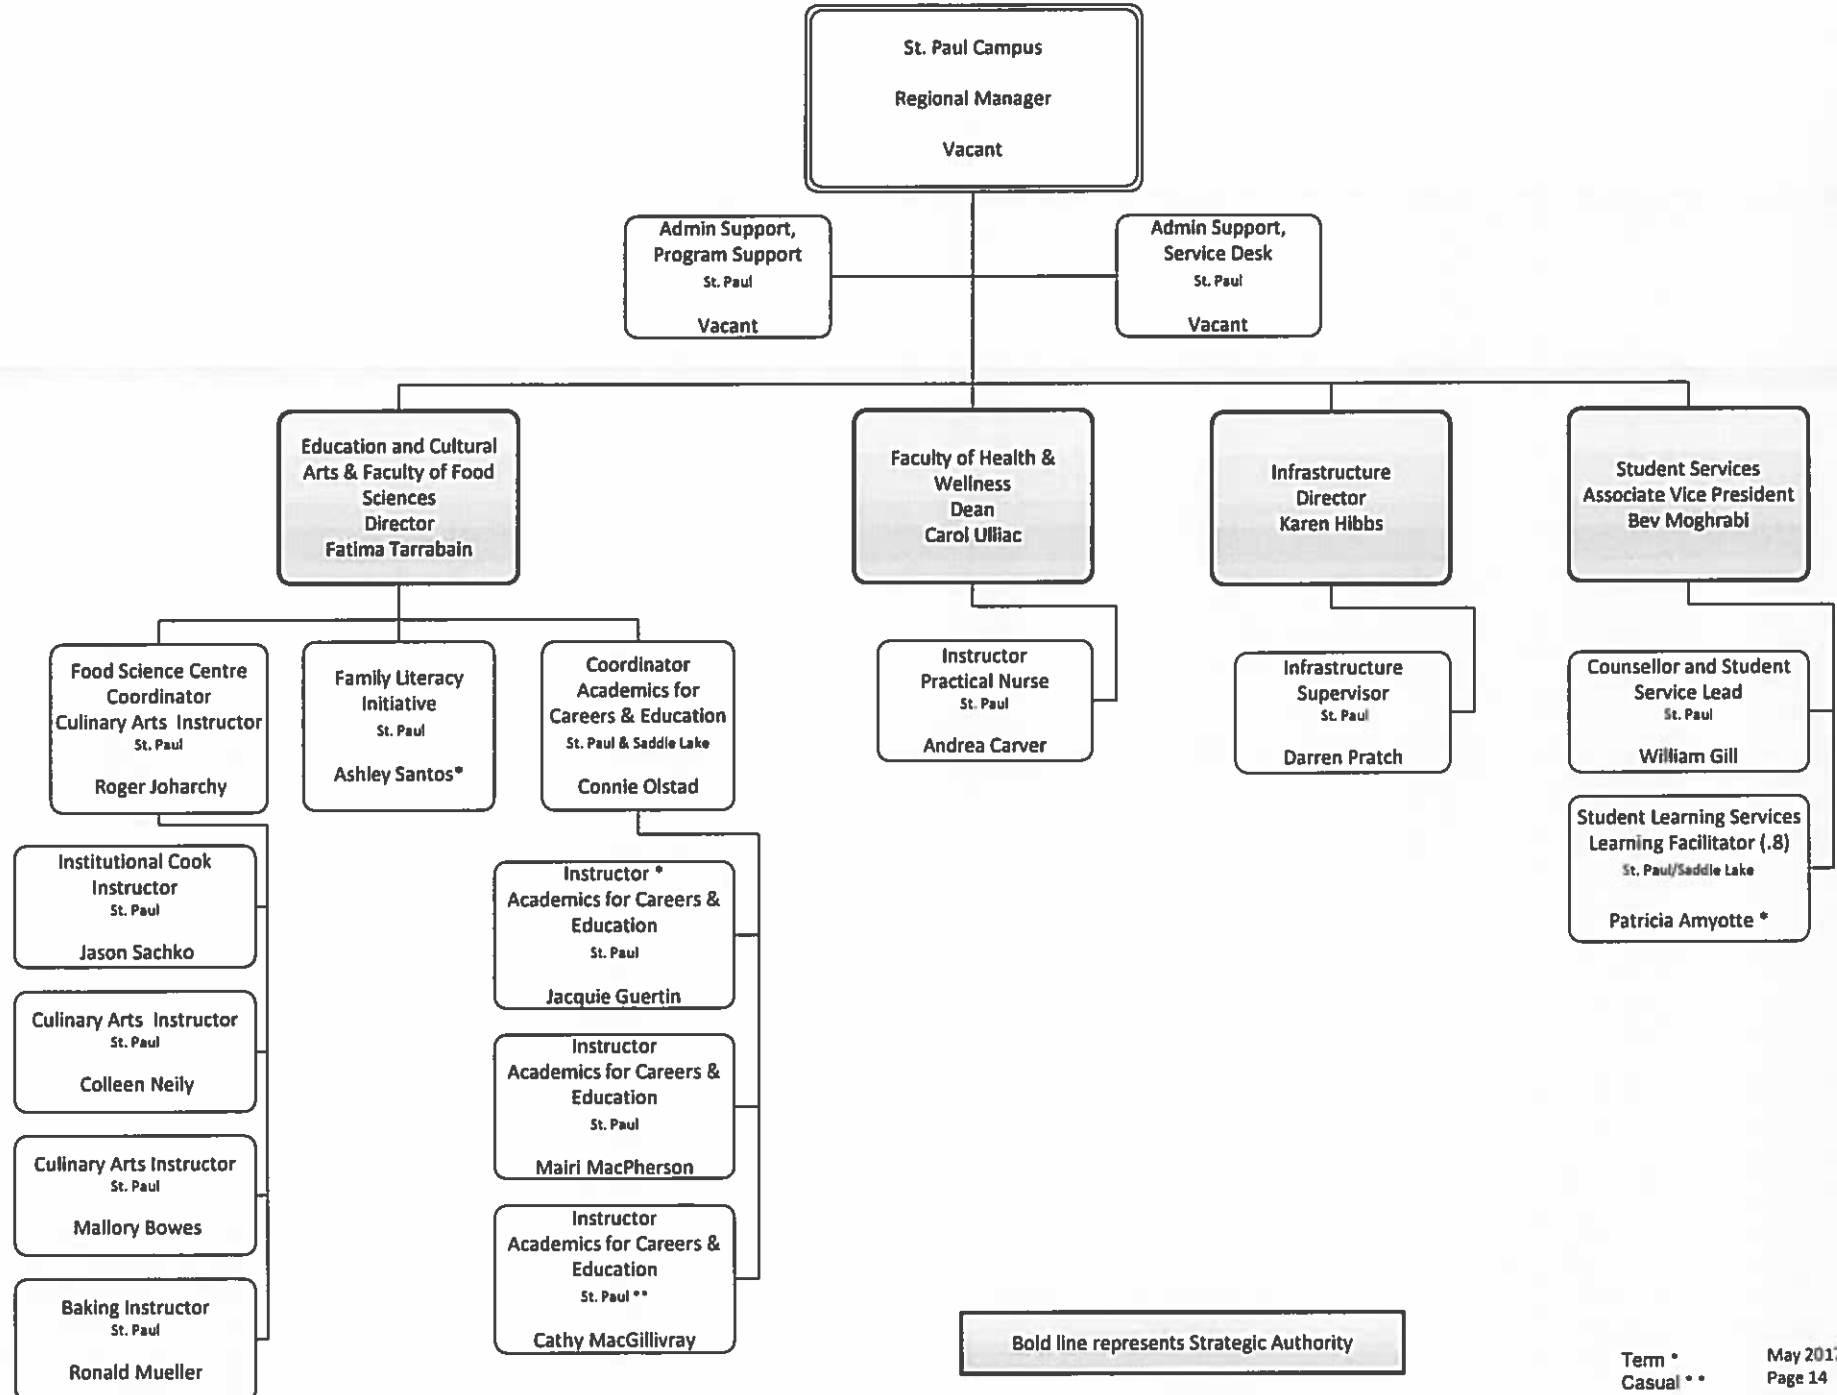 St. Paul Campus
Regional Manager
Vacant
Admin Support,
Program Support
St. Paul
Vacant
Admin Support,
Service Desk
St. Paul
Vacant
Education and Cultural
Arts & Faculty of Food
Sciences
Director
Fatima Tarrabain
Faculty of Health &
Wellness
Dean
Carol Ulliac
Infrastructure
Director
Karen Hibbs
Student Services
Associate Vice President
Bev Moghrabi
Food Science Centre
Coordinator
Culinary Arts Instructor
St. Paul
Roger Joharchy
Family Literacy
Initiative
St. Paul
Ashley Santos*
Coordinator
Academics for
Careers & Education
St. Paul & Saddle Lake
Connie Olstad
Instructor
Practical Nurse
St. Paul
Andrea Carver
Infrastructure
Supervisor
St. Paul
Darren Pratch
Counsellor and Student
Service Lead
St. Paul
William Gill
Student Learning Services
Learning Facilitator (.8)
St. Paul/Saddle Lake
Patricia Amyotte *
Institutional Cook
Instructor
St. Paul
Jason Sachko
Culinary Arts Instructor
St. Paul
Colleen Neily
Culinary Arts Instructor
St. Paul
Mallory Bowes
Baking Instructor
St. Paul
Ronald Mueller
Instructor *
Academics for Careers &
Education
St. Paul
Jacquie Guertin
Instructor
Academics for Careers &
Education
St. Paul
Mairi MacPherson
Instructor
Academics for Careers &
Education
St. Paul **
Cathy MacGillivray
Bold line represents Strategic Authority
Term *
Casual **
May 2017
Page 14